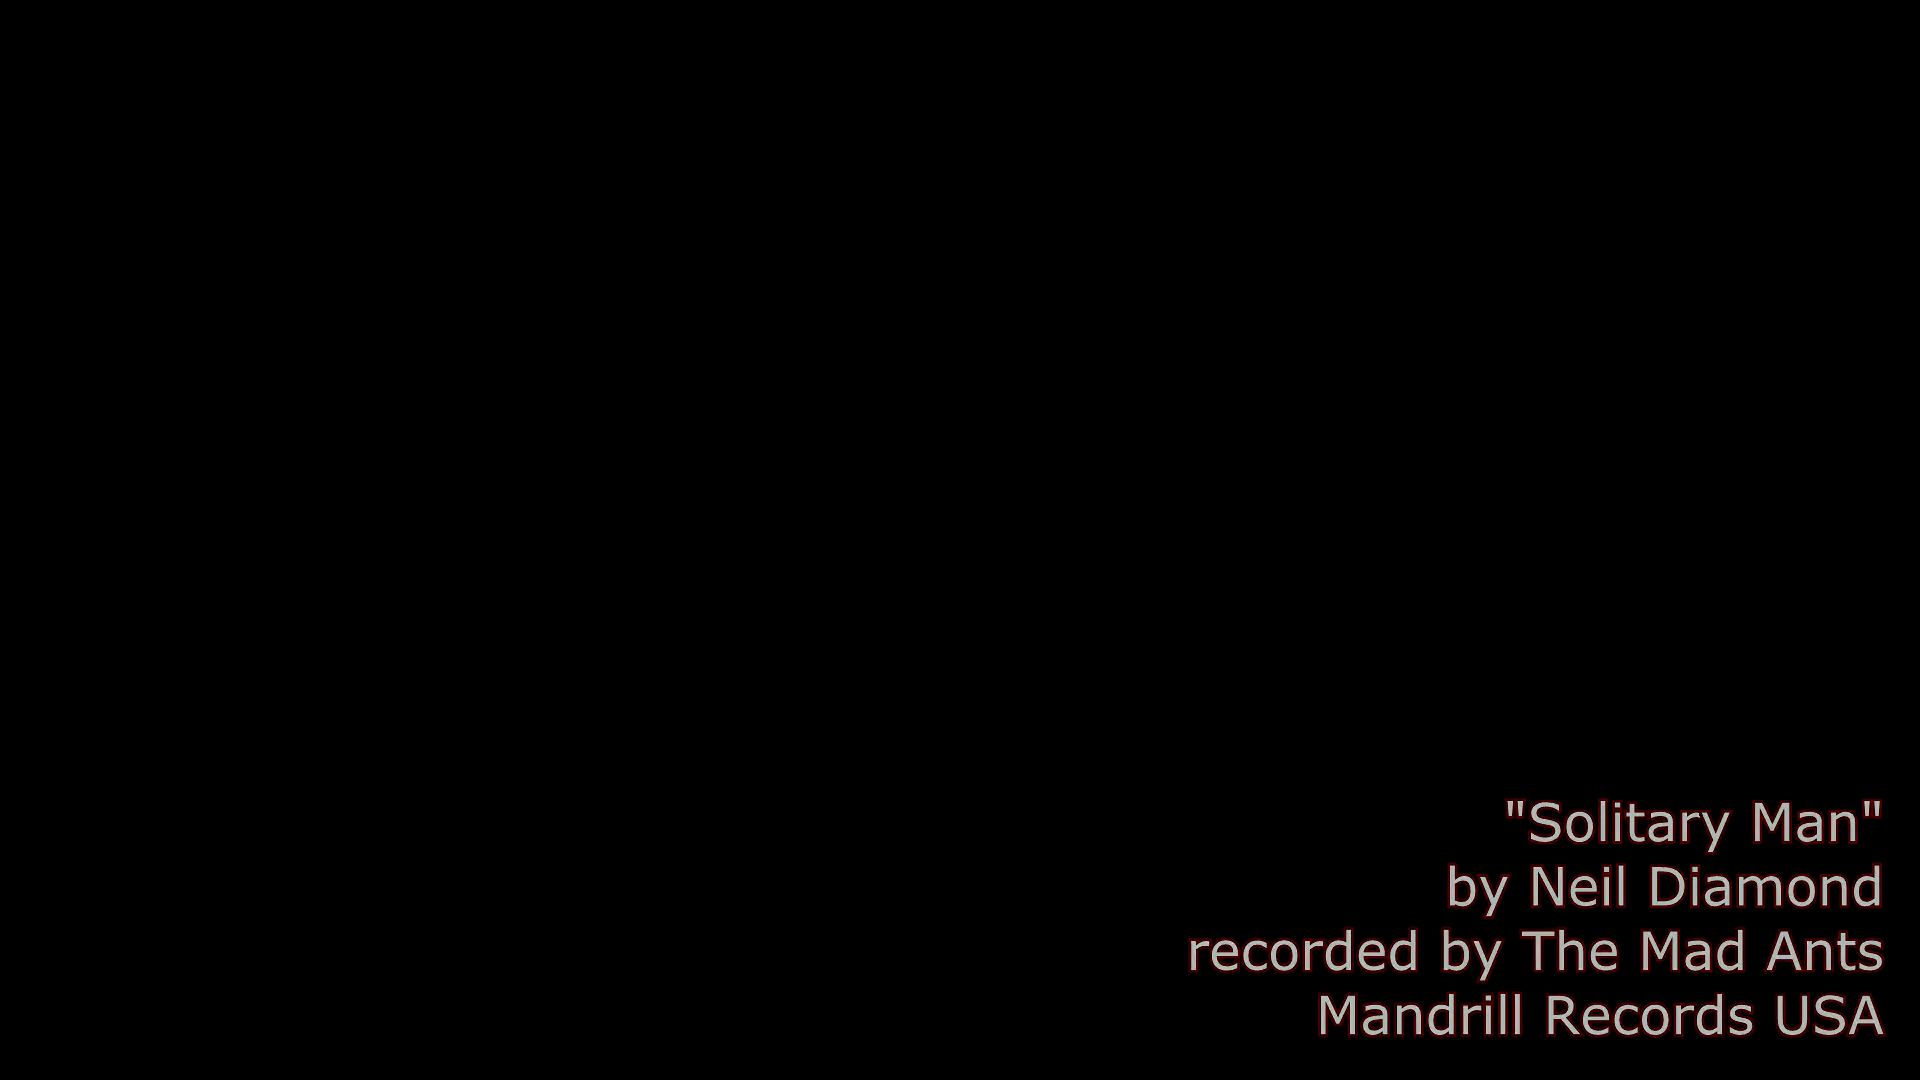 "Solitary Man"
by Neil Diamond
recorded by The Mad Ants
Mandrill Records USA